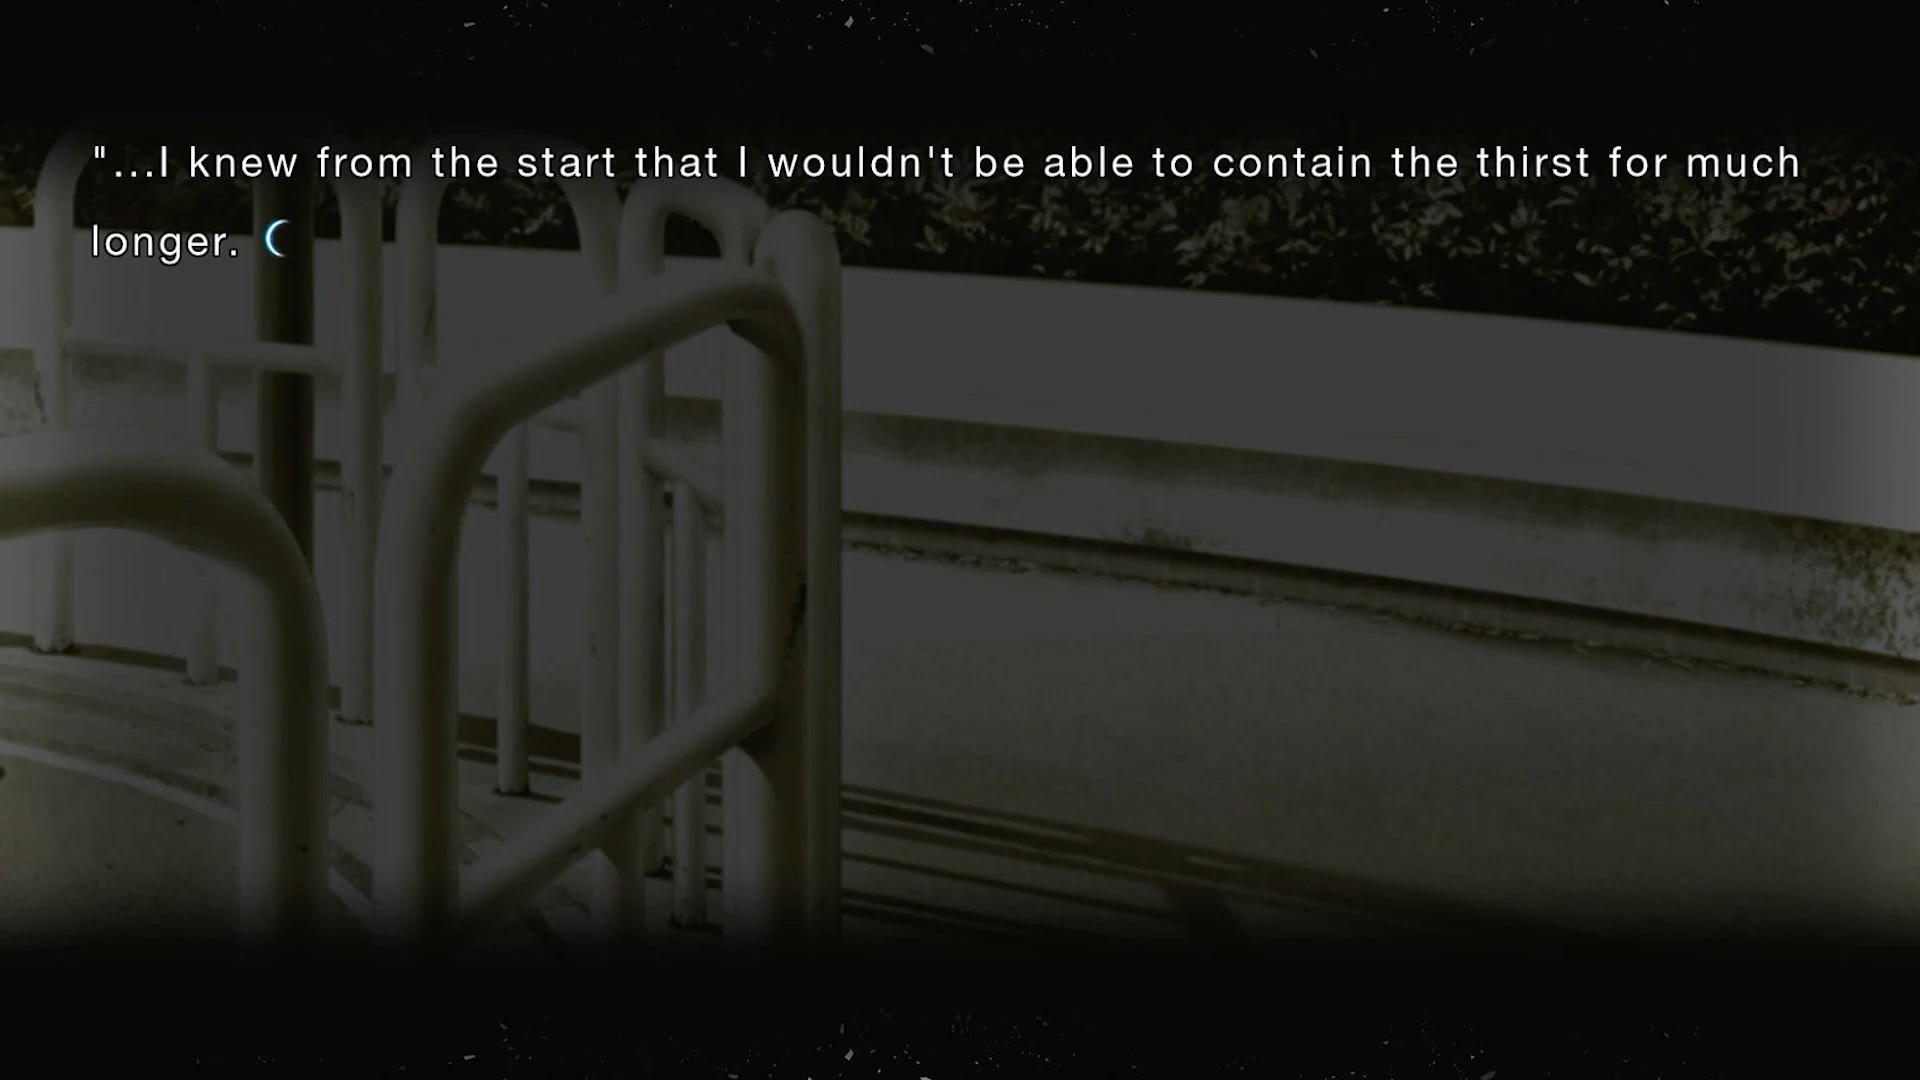 "...I knew from the start that I wouldn't be able to contain the thirst for much
longer.